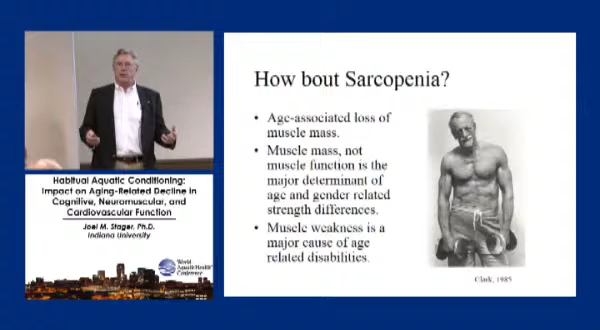 How bout Sarcopenia?
• Age-associated loss of
muscle mass.
• Muscle mass, not
muscle function is the
major determinant of
age and gender related
strength differences.
• Muscle weakness is a
major cause of age
related disabilities.
Clark, 1985
Habitual Aquatic Conditioning:
Impact on Aging-Related Decline in
Cognitive, Neuromuscular, and
Cardiovascular Function
Joel M. Stager, Ph.D.
Indiana University
World
Aquatic Health
Conference